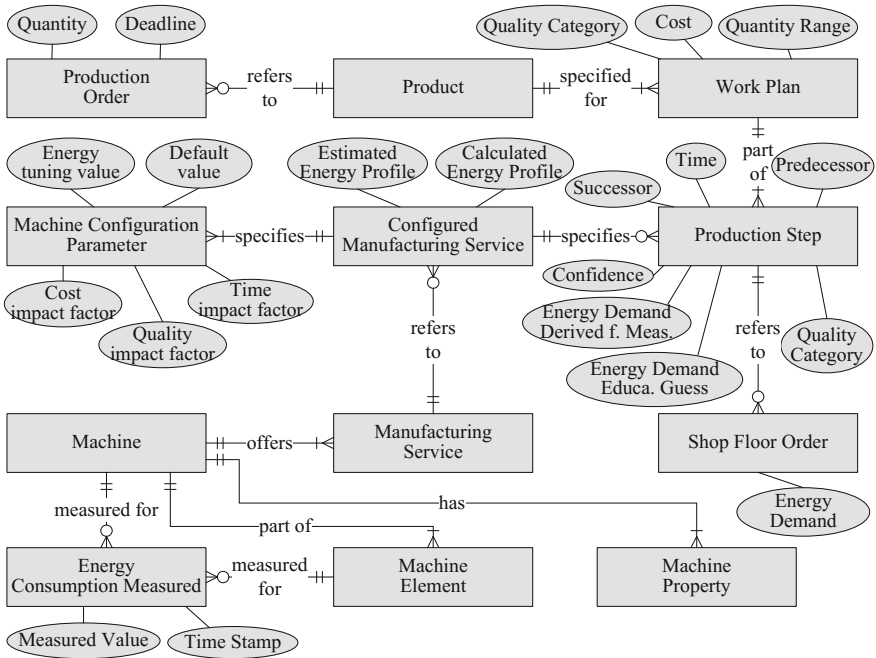 Quantity
Deadline
Quality Category
Cost
Quantity Range
Production
Order
refers
to
Product
specified
for
Work Plan
Energy
tuning value
Default
value
Estimated
Energy Profile
Calculated
Energy Profile
Successor
Time
part
of
Predecessor
Machine Configuration
Parameter
specifies
Configured
Manufacturing Service
specifies
Production Step
Cost
impact factor
Quality
impact factor
Time
impact factor
refers
to
Confidence
Energy Demand
Derived f. Meas.
Energy Demand
Educa. Guess
refers
to
Quality
Category
Machine
offers
Manufacturing
Service
Shop Floor Order
measured for
part of
has
Energy
Demand
Energy
Consumption Measured
measured
for
Machine
Element
Machine
Property
Measured Value
Time Stamp